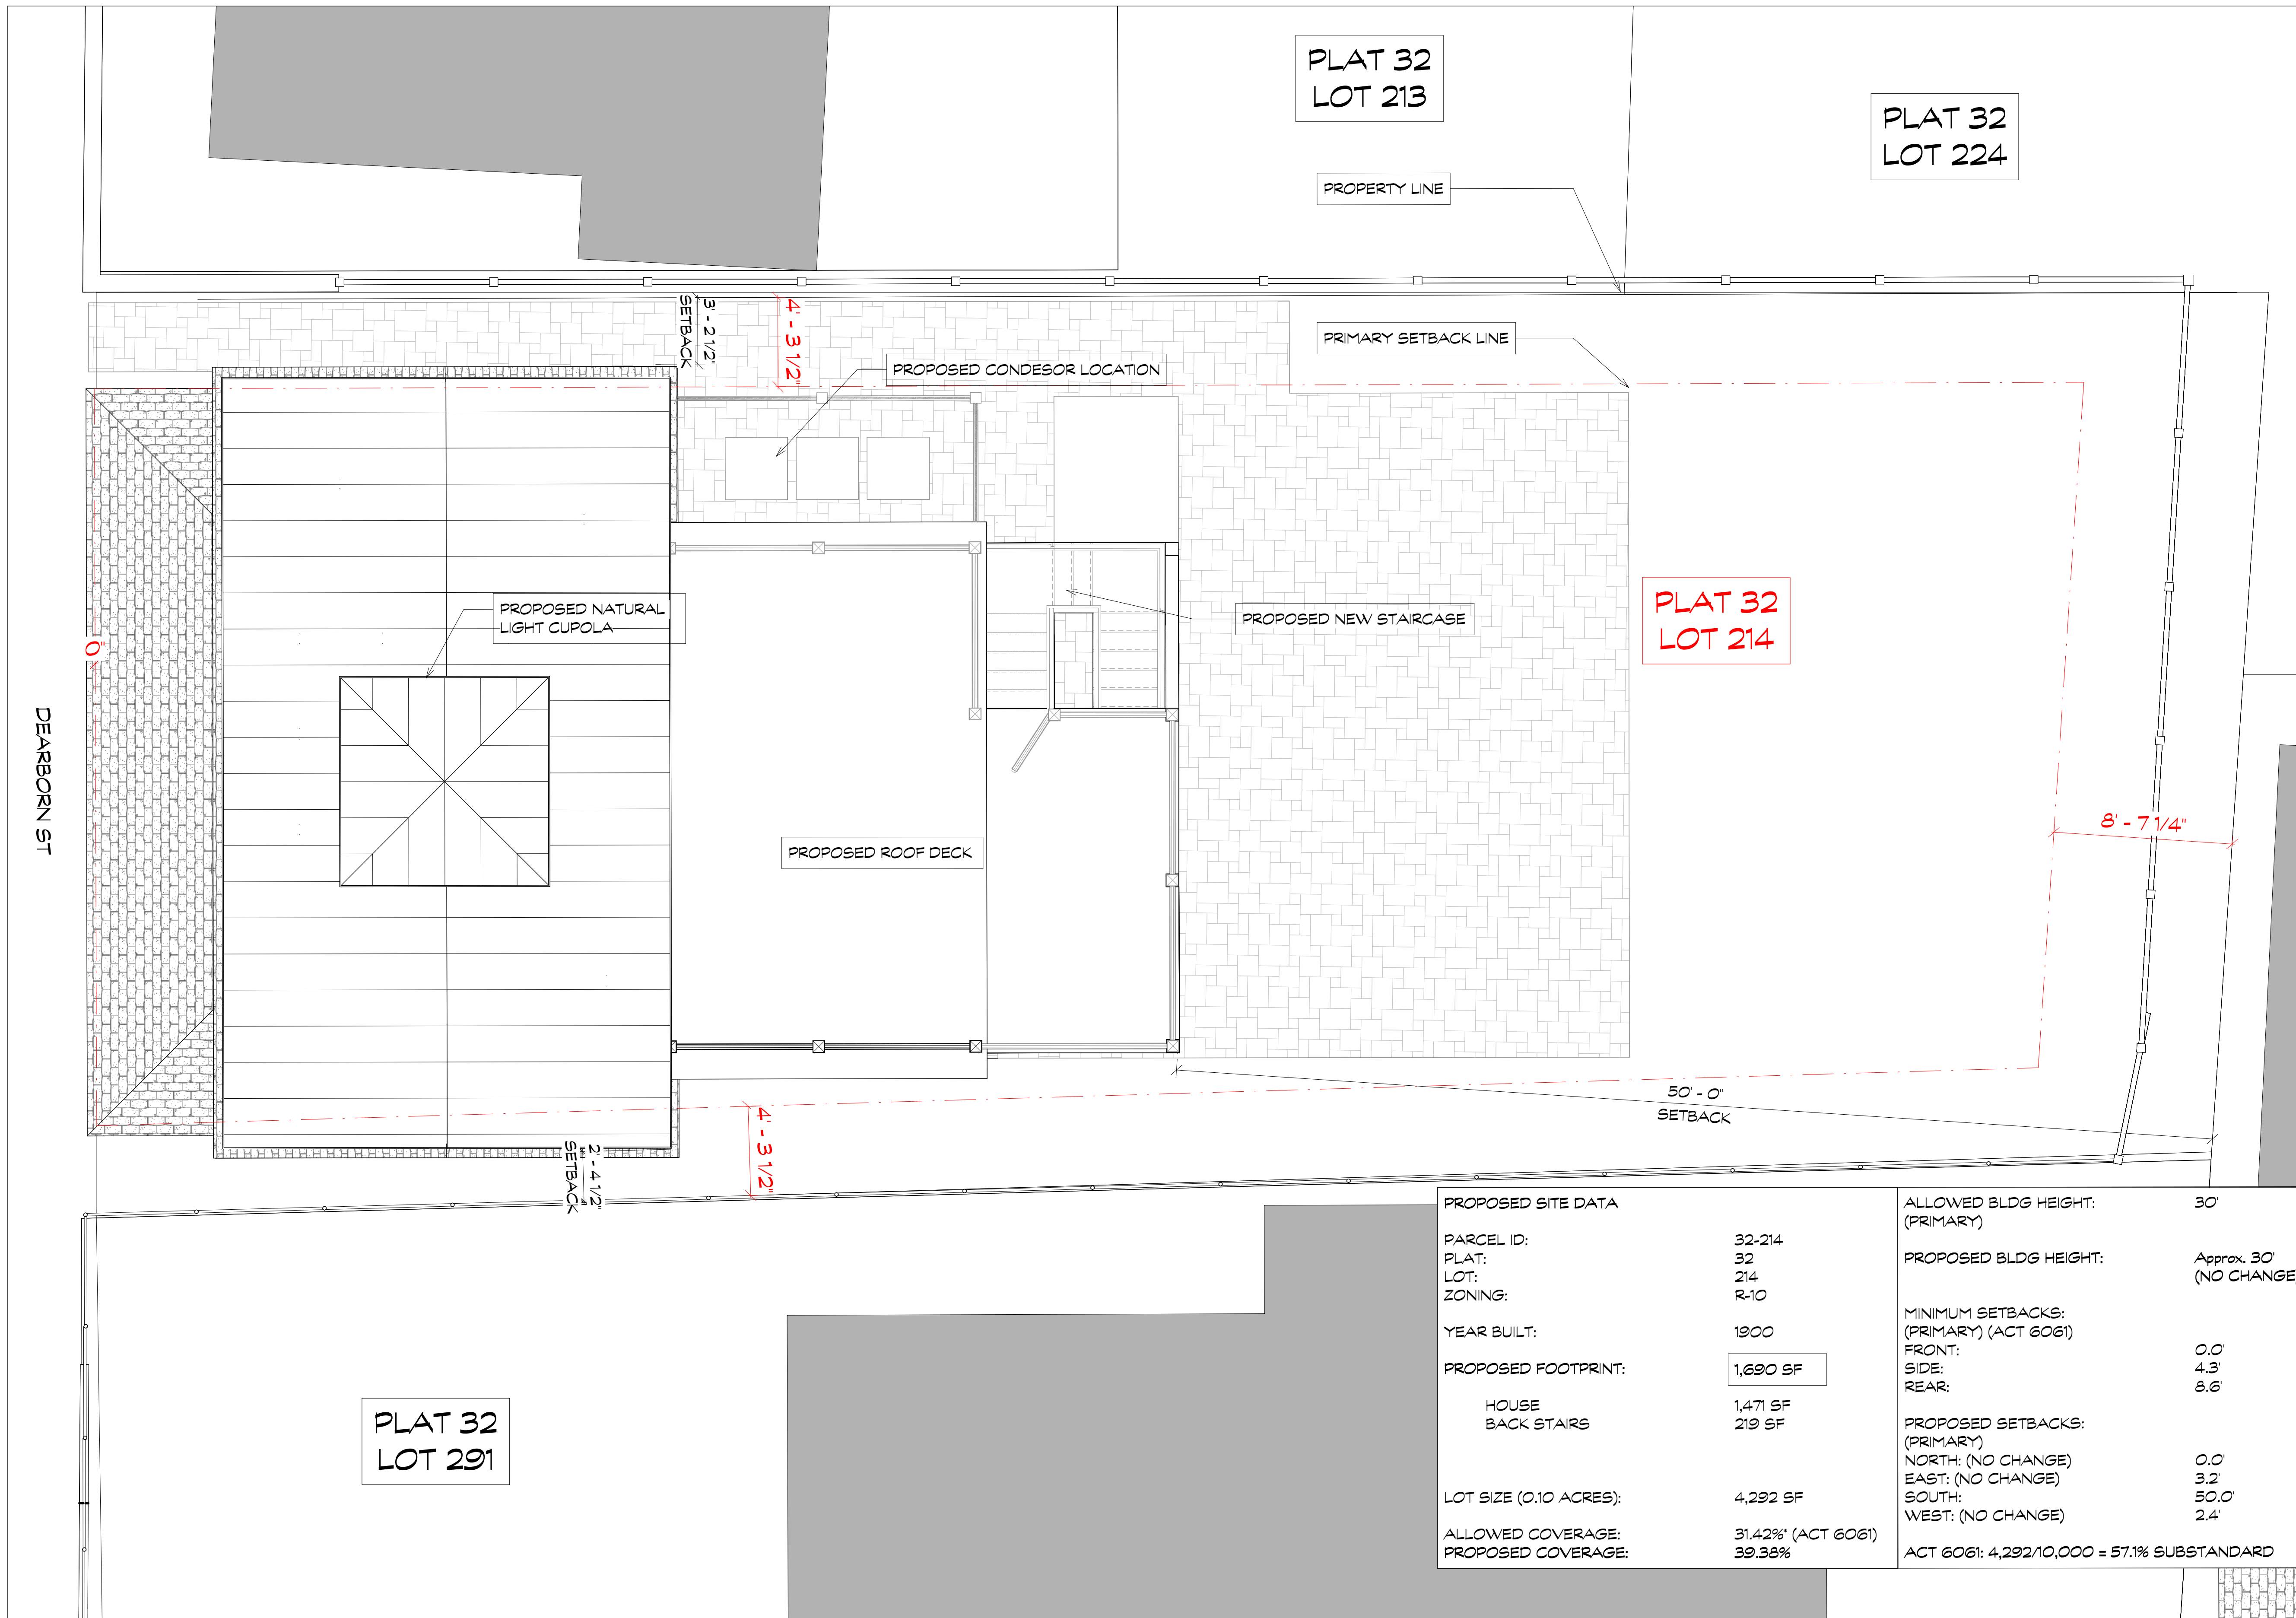 PLAT 32
LOT 213
PLAT 32
LOT 224
PROPERTY LINE
3' - 2 1/2"
SETBACK
4' - 3 1/2"
PRIMARY SETBACK LINE
PROPOSED CONDESOR LOCATION
PROPOSED NATURAL
LIGHT CUPOLA
PROPOSED NEW STAIRCASE
PLAT 32
LOT 214
0"
DEARBORN ST
PROPOSED ROOF DECK
8' - 7 1/4"
50' - 0"
SETBACK
4' - 3 1/2"
2' - 4 1/2"
SETBACK
PLAT 32
LOT 291
PROPOSED SITE DATA
PARCEL ID: 32-214
PLAT: 32
LOT: 214
ZONING: R-10
YEAR BUILT: 1900
PROPOSED FOOTPRINT: 1,690 SF
HOUSE 1,471 SF
BACK STAIRS 219 SF
LOT SIZE (0.10 ACRES): 4,292 SF
ALLOWED COVERAGE: 31.42%* (ACT 6061)
PROPOSED COVERAGE: 39.38%
ALLOWED BLDG HEIGHT: 30'
(PRIMARY)
PROPOSED BLDG HEIGHT: Approx. 30'
(NO CHANGE
MINIMUM SETBACKS:
(PRIMARY) (ACT 6061)
FRONT: 0.0'
SIDE: 4.3'
REAR: 8.6'
PROPOSED SETBACKS:
(PRIMARY)
NORTH: (NO CHANGE) 0.0'
EAST: (NO CHANGE) 3.2'
SOUTH: 50.0'
WEST: (NO CHANGE) 2.4'
ACT 6061: 4,292/10,000 = 57.1% SUBSTANDARD